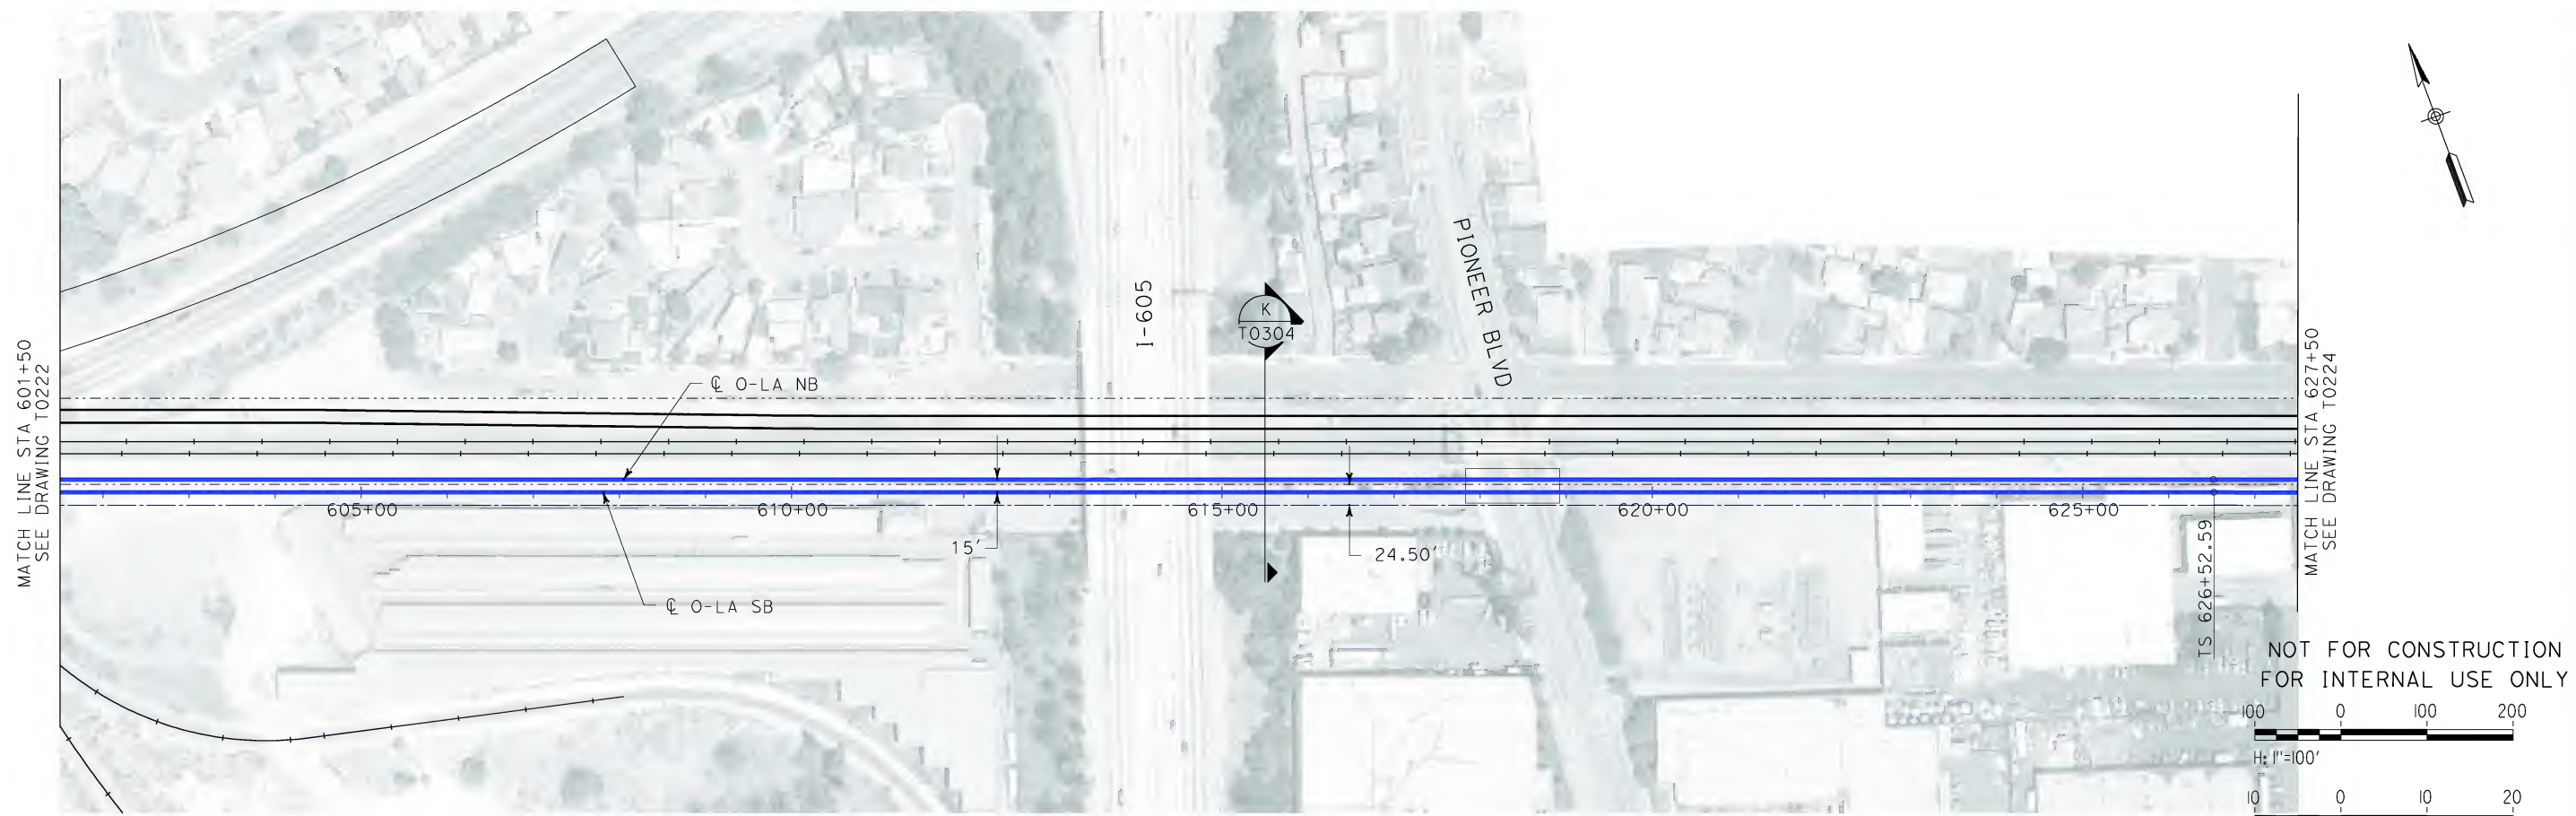 MATCH LINE STA 601+50
SEE DRAWING T0222
℄ O-LA NB
℄ O-LA SB
I-605
K
T0304
PIONEER BLVD
605+00
610+00
615+00
620+00
625+00
15'
24.50'
TS 626+52.59
MATCH LINE STA 627+50
SEE DRAWING T0224
NOT FOR CONSTRUCTION
FOR INTERNAL USE ONLY
100 0 100 200
H: 1"=100'
10 0 10 20